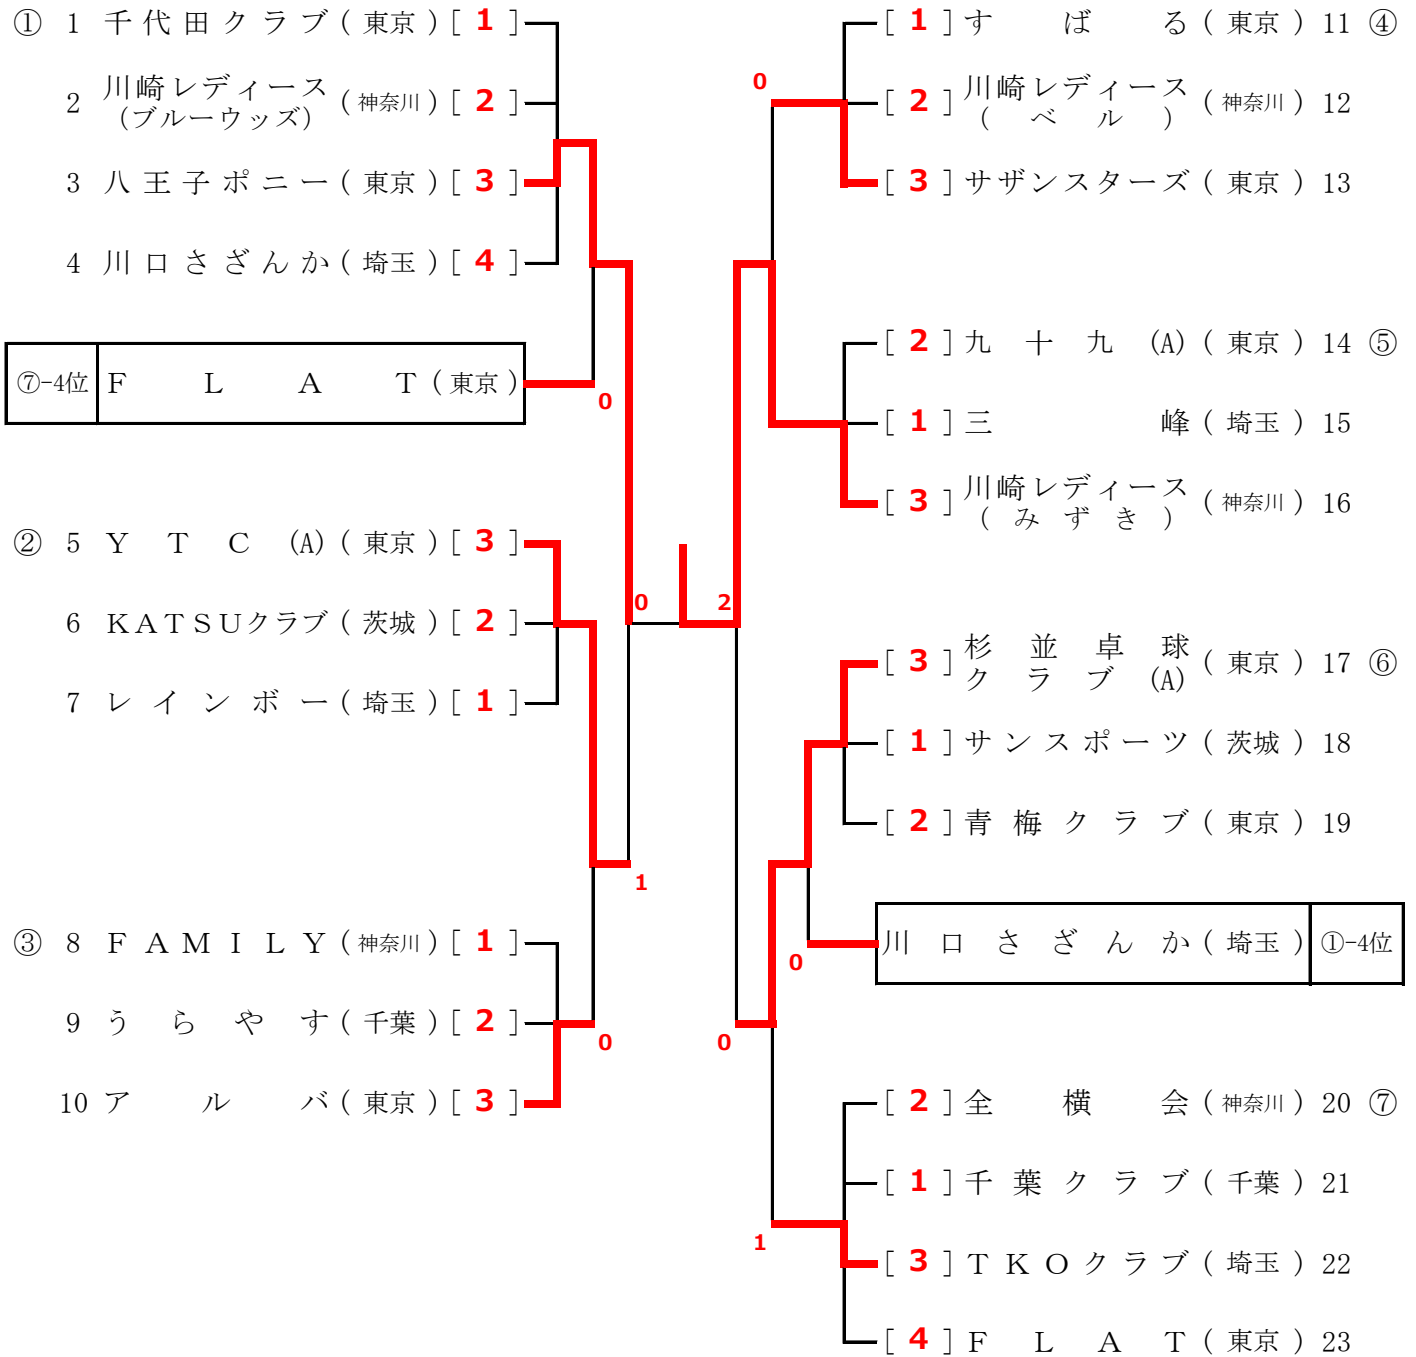 ① 1 千代田クラブ ( 東京 ) [ 1 ]
2 川崎レディース (ブルーウッズ) ( 神奈川 ) [ 2 ]
3 八王子ポニー ( 東京 ) [ 3 ]
4 川口さざんか ( 埼玉 ) [ 4 ]
⑦-4位 FLAT ( 東京 )
0
② 5 YTC (A) ( 東京 ) [ 3 ]
6 KATSUクラブ ( 茨城 ) [ 2 ]
7 レインボー ( 埼玉 ) [ 1 ]
0
1
③ 8 FAMILY ( 神奈川 ) [ 1 ]
9 うらやす ( 千葉 ) [ 2 ]
0
10 アルバ ( 東京 ) [ 3 ]
[ 1 ] すばる ( 東京 ) 11 ④
0
[ 2 ] 川崎レディース ( ベル ) ( 神奈川 ) 12
[ 3 ] サザンスターズ ( 東京 ) 13
[ 2 ] 九十九 (A) ( 東京 ) 14 ⑤
[ 1 ] 三峰 ( 埼玉 ) 15
[ 3 ] 川崎レディース ( みずき ) ( 神奈川 ) 16
2
[ 3 ] 杉並卓球クラブ (A) ( 東京 ) 17 ⑥
[ 1 ] サンスポーツ ( 茨城 ) 18
[ 2 ] 青梅クラブ ( 東京 ) 19
川口さざんか ( 埼玉 ) ①-4位
0
0
[ 2 ] 全横会 ( 神奈川 ) 20 ⑦
[ 1 ] 千葉クラブ ( 千葉 ) 21
1
[ 3 ] TKOクラブ ( 埼玉 ) 22
[ 4 ] FLAT ( 東京 ) 23